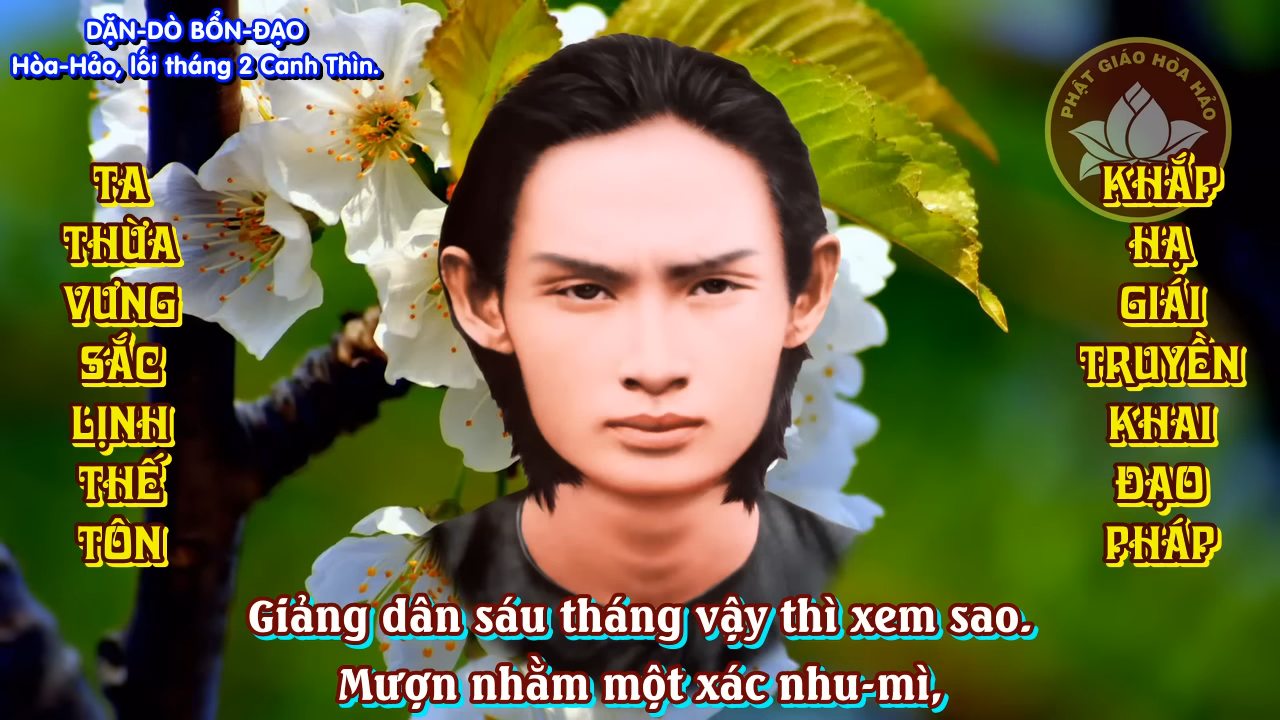 DẶN-DÒ BỔN-ĐẠO
Hòa-Hảo, lối tháng 2 Canh Thìn.
PHẬT GIÁO HÒA HẢO
TA
THỪA
VƯNG
SẮC
LỊNH
THẾ
TÔN
KHẮP
HẠ
GIÁI
TRUYỀN
KHAI
ĐẠO
PHÁP
Giảng dân sáu tháng vậy thì xem sao.
Mượn nhằm một xác nhu-mì,